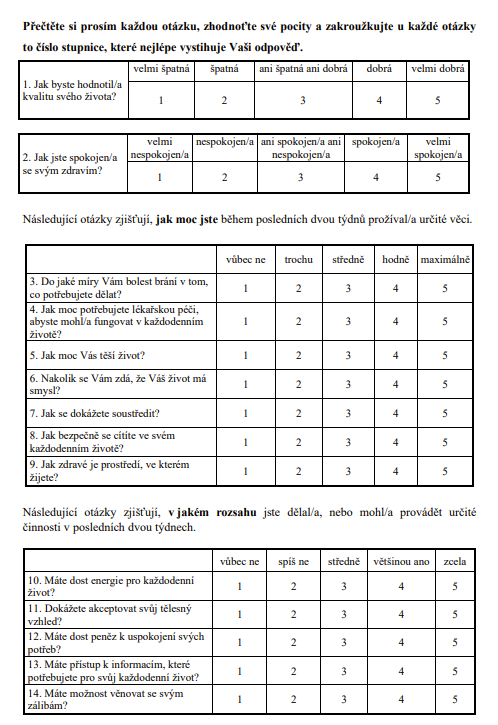 Přečtěte si prosím každou otázku, zhodnoťte své pocity a zakroužkujte u každé otázky
to číslo stupnice, které nejlépe vystihuje Vaši odpověď.
velmi špatná špatná ani špatná ani dobrá dobrá velmi dobrá
1. Jak byste hodnotil/a
kvalitu svého života?
1 2 3 4 5
velmi nespokojen/a ani spokojen/a ani spokojen/a velmi
nespokojen/a nespokojen/a spokojen/a
2. Jak jste spokojen/a
se svým zdravím?
1 2 3 4 5
Následující otázky zjišťují, jak moc jste během posledních dvou týdnů prožíval/a určité věci.
vůbec ne trochu středně hodně maximálně
3. Do jaké míry Vám bolest brání v tom,
co potřebujete dělat?
1 2 3 4 5
4. Jak moc potřebujete lékařskou péči,
abyste mohl/a fungovat v každodenním
životě?
1 2 3 4 5
5. Jak moc Vás těší život? 1 2 3 4 5
6. Nakolik se Vám zdá, že Váš život má
smysl?
1 2 3 4 5
7. Jak se dokážete soustředit? 1 2 3 4 5
8. Jak bezpečně se cítíte ve svém
každodenním životě?
1 2 3 4 5
9. Jak zdravé je prostředí, ve kterém
žijete?
1 2 3 4 5
Následující otázky zjišťují, v jakém rozsahu jste dělal/a, nebo mohl/a provádět určité
činnosti v posledních dvou týdnech.
vůbec ne spíš ne středně většinou ano zcela
10. Máte dost energie pro každodenní
život?
1 2 3 4 5
11. Dokážete akceptovat svůj tělesný
vzhled?
1 2 3 4 5
12. Máte dost peněz k uspokojení svých
potřeb?
1 2 3 4 5
13. Máte přístup k informacím, které
potřebujete pro svůj každodenní život?
1 2 3 4 5
14. Máte možnost věnovat se svým
zálibám?
1 2 3 4 5